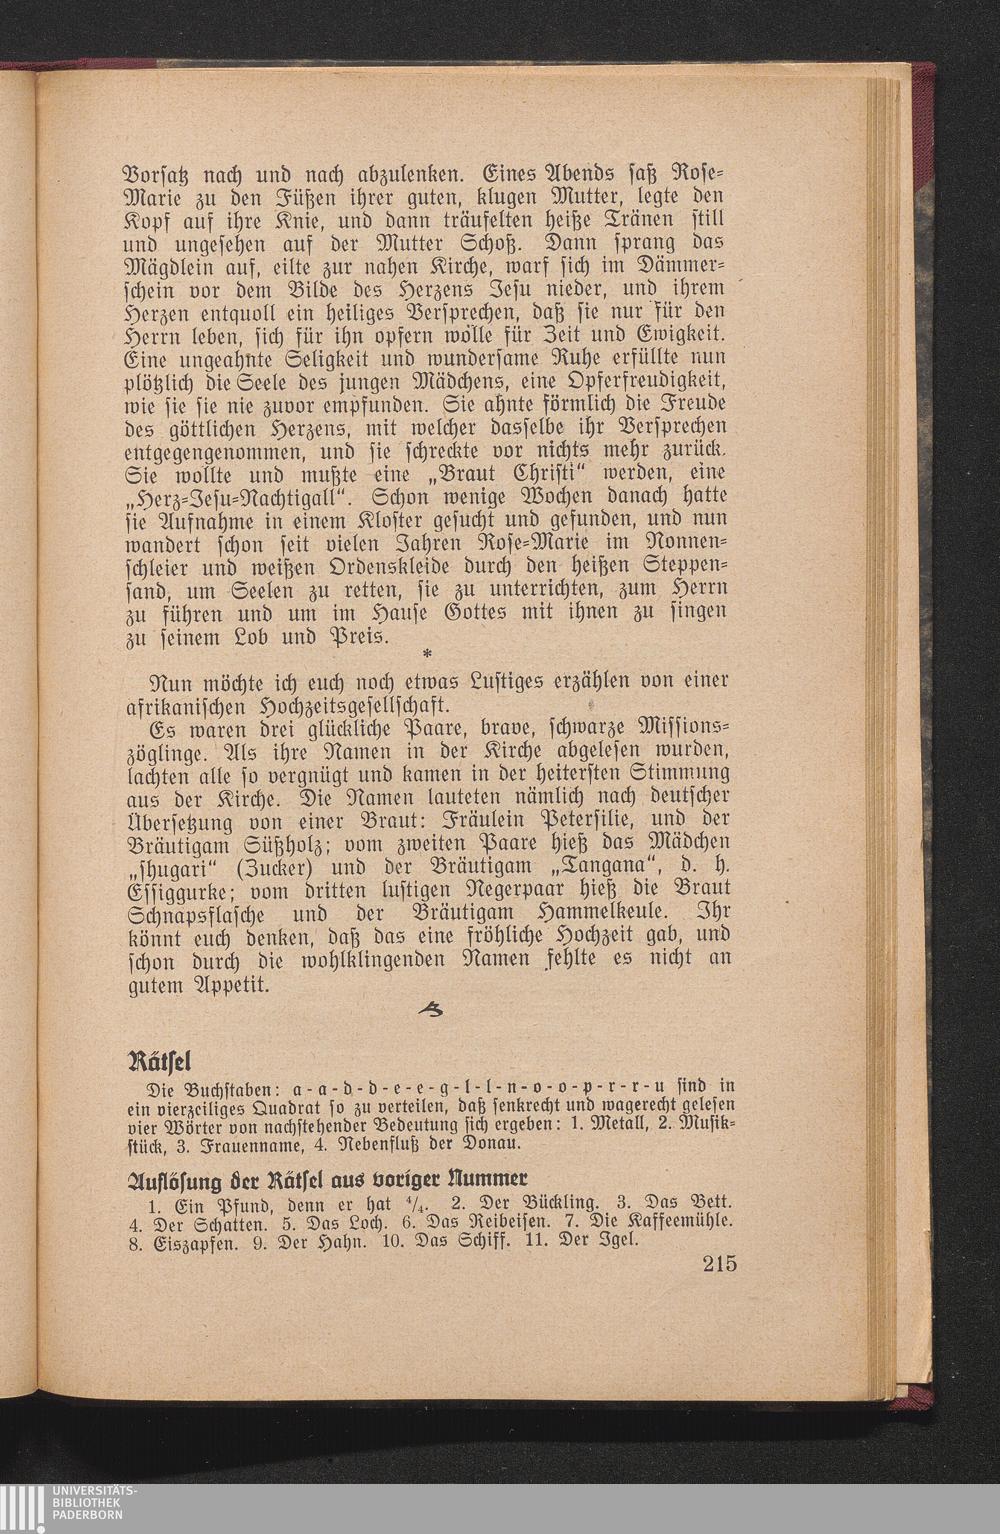 Vorsatz nach und nach abzulenken. Eines Abends saß Rose-
Marie zu den Füßen ihrer guten, klugen Mutter, legte den
Kopf auf ihre Knie, und dann träufelten heiße Tränen still
und ungesehen auf der Mutter Schoß. Dann sprang das
Mägdlein auf, eilte zur nahen Kirche, warf sich im Dämmer-
schein vor dem Bilde des Herzens Jesu nieder, und ihrem
Herzen entquoll ein heiliges Versprechen, daß sie nur für den
Herrn leben, sich für ihn opfern wolle für Zeit und Ewigkeit.
Eine ungeahnte Seligkeit und wundersame Ruhe erfüllte nun
plötzlich die Seele des jungen Mädchens, eine Opferfreudigkeit,
wie sie sie nie zuvor empfunden. Sie ahnte förmlich die Freude
des göttlichen Herzens, mit welcher dasselbe ihr Versprechen
entgegengenommen, und sie schreckte vor nichts mehr zurück.
Sie wollte und mußte eine „Braut Christi“ werden, eine
„Herz-Jesu-Nachtigall“. Schon wenige Wochen danach hatte
sie Aufnahme in einem Kloster gesucht und gefunden, und nun
wandert schon seit vielen Jahren Rose-Marie im Nonnen-
schleier und weißen Ordenskleide durch den heißen Steppen-
sand, um Seelen zu retten, sie zu unterrichten, zum Herrn
zu führen und um im Hause Gottes mit ihnen zu singen
zu seinem Lob und Preis.
*
Nun möchte ich euch noch etwas Lustiges erzählen von einer
afrikanischen Hochzeitsgesellschaft.
Es waren drei glückliche Paare, brave, schwarze Missions-
zöglinge. Als ihre Namen in der Kirche abgelesen wurden,
lachten alle so vergnügt und kamen in der heitersten Stimmung
aus der Kirche. Die Namen lauteten nämlich nach deutscher
Übersetzung von einer Braut: Fräulein Petersilie, und der
Bräutigam Süßholz; vom zweiten Paare hieß das Mädchen
„shugari“ (Zucker) und der Bräutigam „Tangana“, d. h.
Essiggurke; vom dritten lustigen Negerpaar hieß die Braut
Schnapsflasche und der Bräutigam Hammelkeule. Ihr
könnt euch denken, daß das eine fröhliche Hochzeit gab, und
schon durch die wohlklingenden Namen fehlte es nicht an
gutem Appetit.
Rätsel
Die Buchstaben: a-a-d-d-e-e-g-l-l-n-o-o-p-r-r-u sind in
ein vierzeiliges Quadrat so zu verteilen, daß senkrecht und wagerecht gelesen
vier Wörter von nachstehender Bedeutung sich ergeben: 1. Metall, 2. Musik-
stück, 3. Frauenname, 4. Nebenfluß der Donau.
Auflösung der Rätsel aus voriger Nummer
1. Ein Pfund, denn er hat 4/4. 2. Der Bückling. 3. Das Bett.
4. Der Schatten. 5. Das Loch. 6. Das Reibeisen. 7. Die Kaffeemühle.
8. Eiszapfen. 9. Der Hahn. 10. Das Schiff. 11. Der Igel.
215
UNIVERSITÄTS-
BIBLIOTHEK
PADERBORN